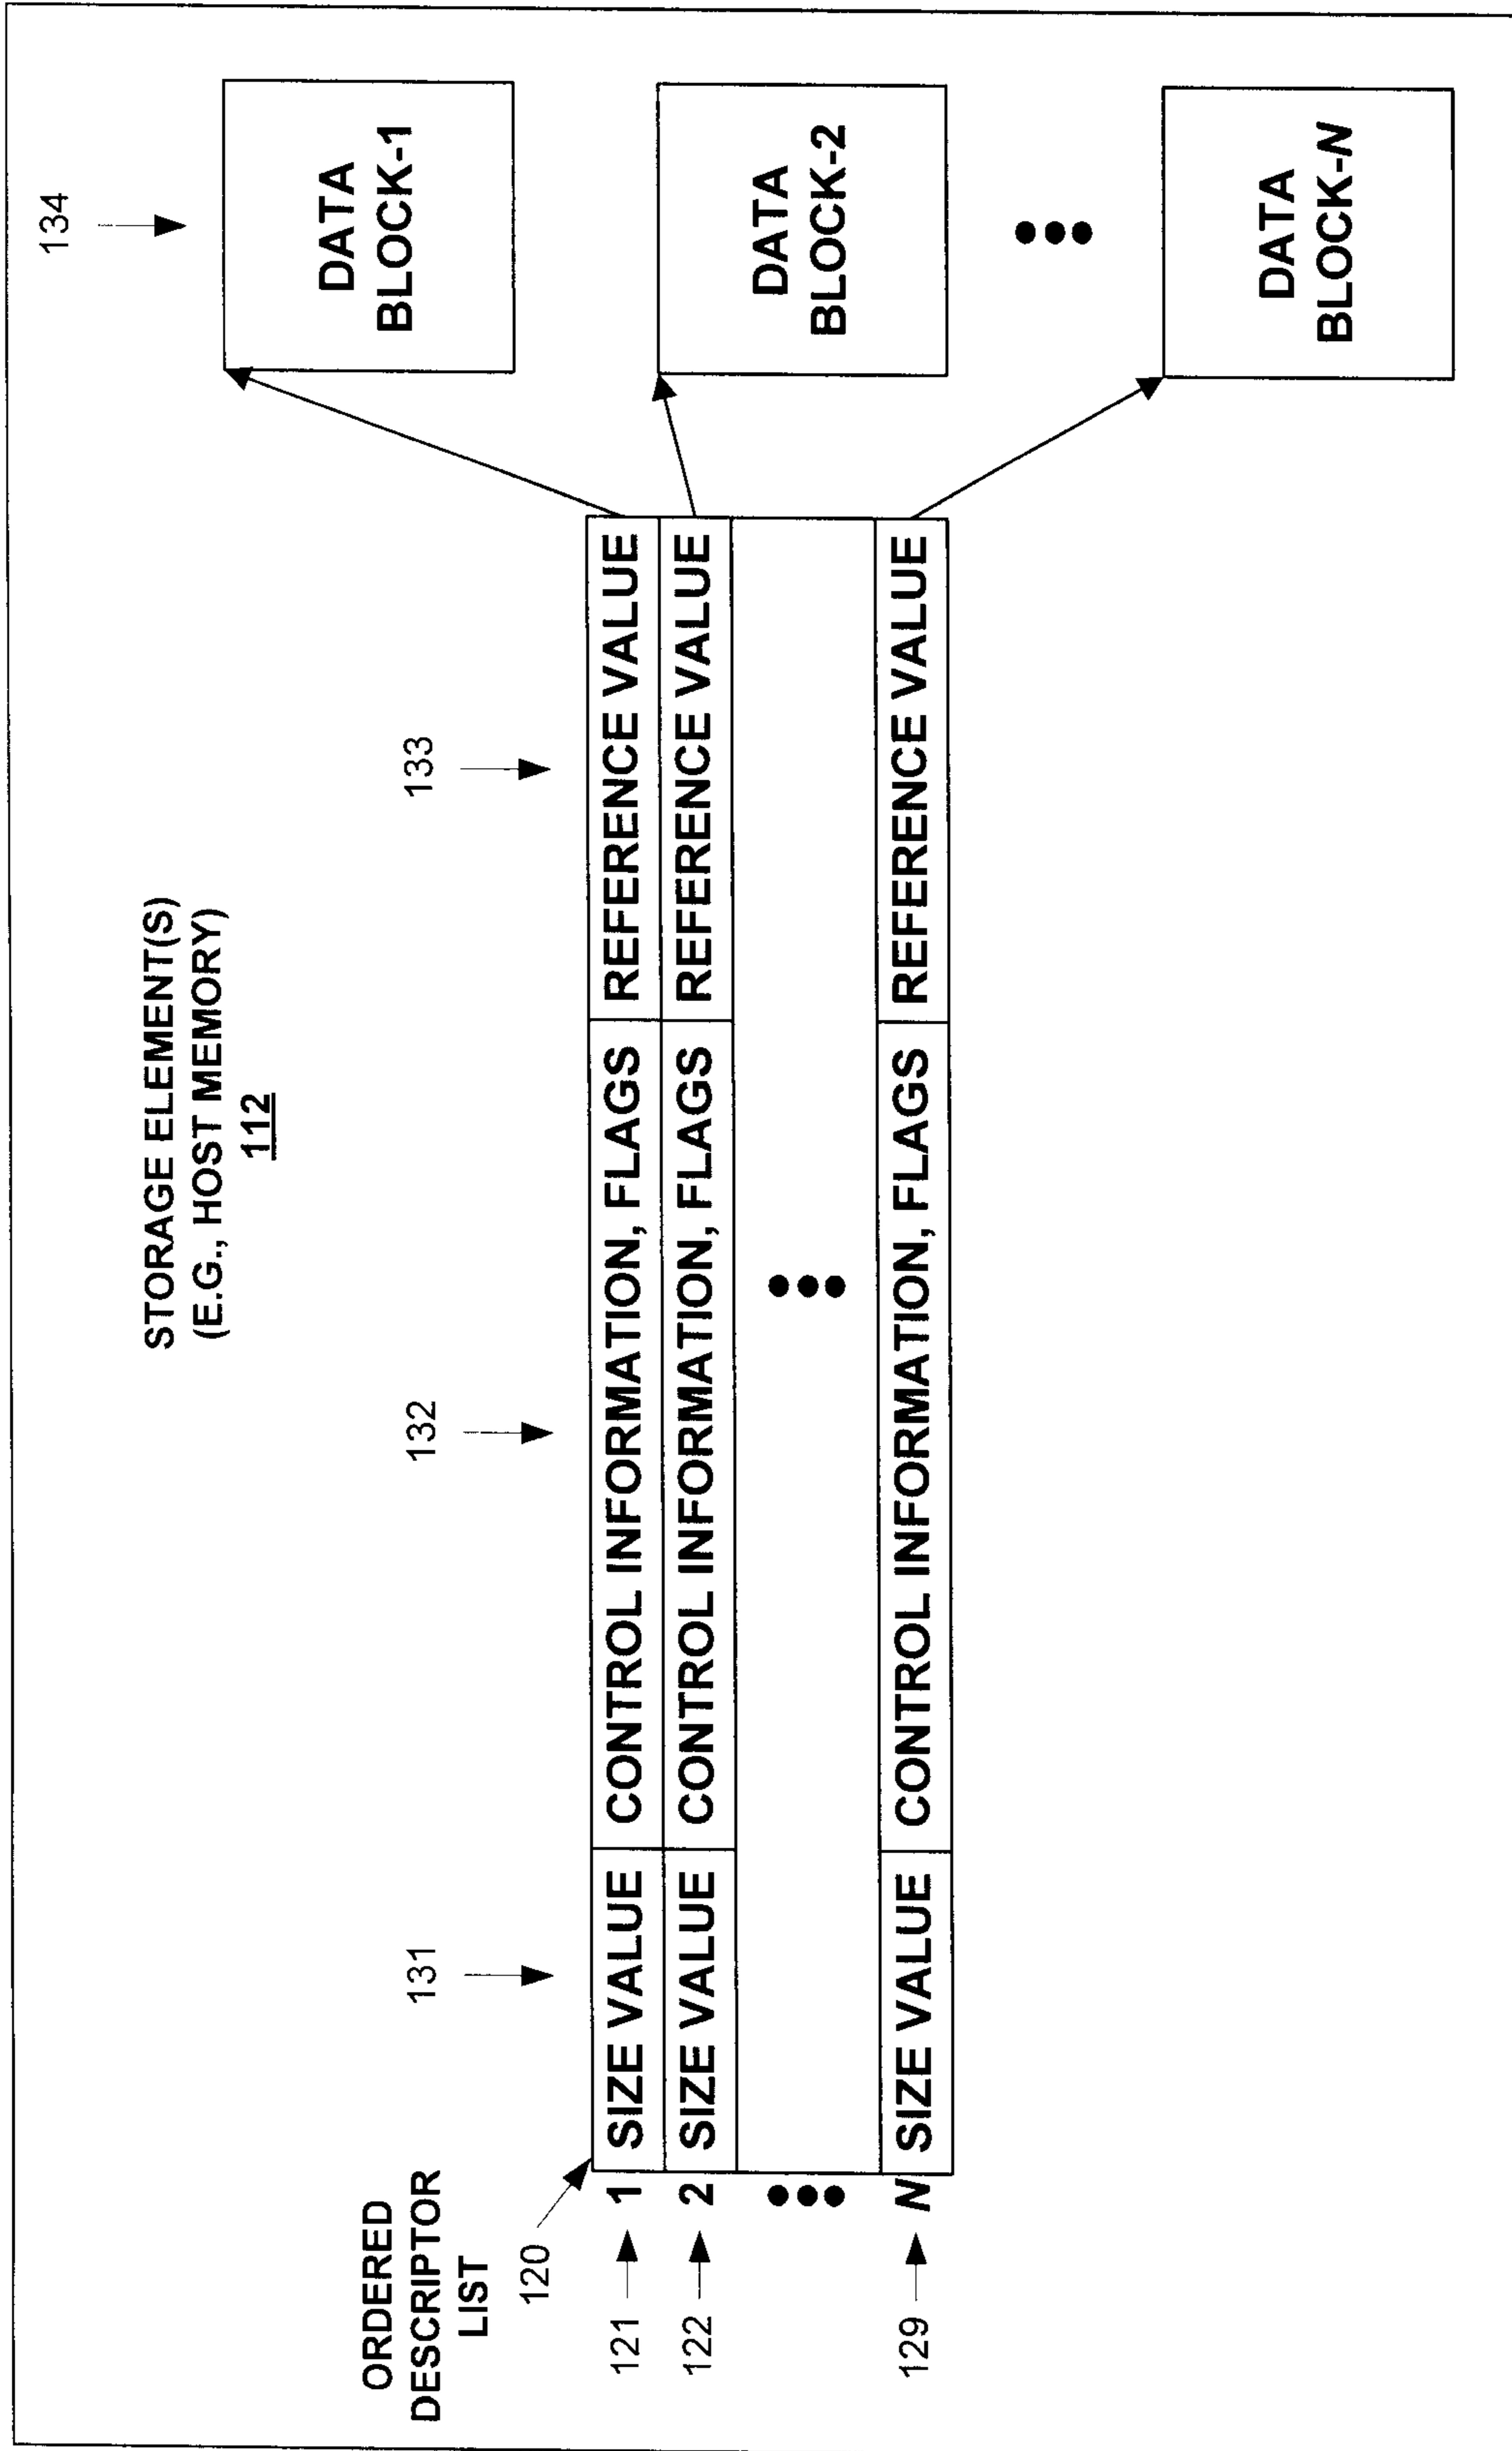 STORAGE ELEMENT(S)
(E.G., HOST MEMORY)
112
134
ORDERED
DESCRIPTOR
LIST
120
131
132
133
121
1
SIZE VALUE
CONTROL INFORMATION, FLAGS
REFERENCE VALUE
122
2
SIZE VALUE
CONTROL INFORMATION, FLAGS
REFERENCE VALUE
129
N
SIZE VALUE
CONTROL INFORMATION, FLAGS
REFERENCE VALUE
DATA
BLOCK-1
DATA
BLOCK-2
DATA
BLOCK-N